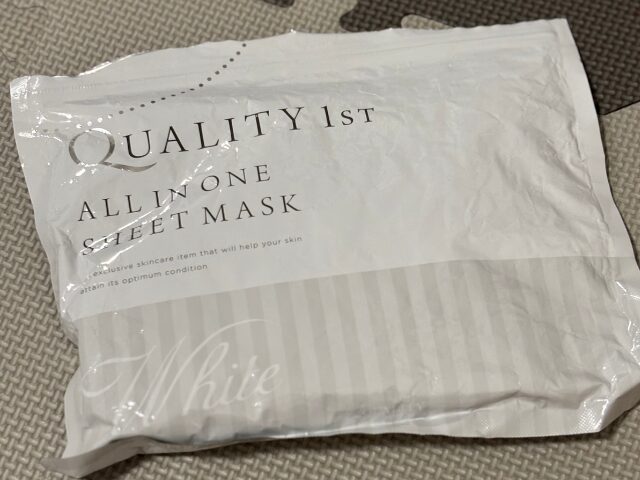 QUALITY 1ST
ALL IN ONE
SHEET MASK
exclusive skincare item that will help your skin
attain its optimum condition
White